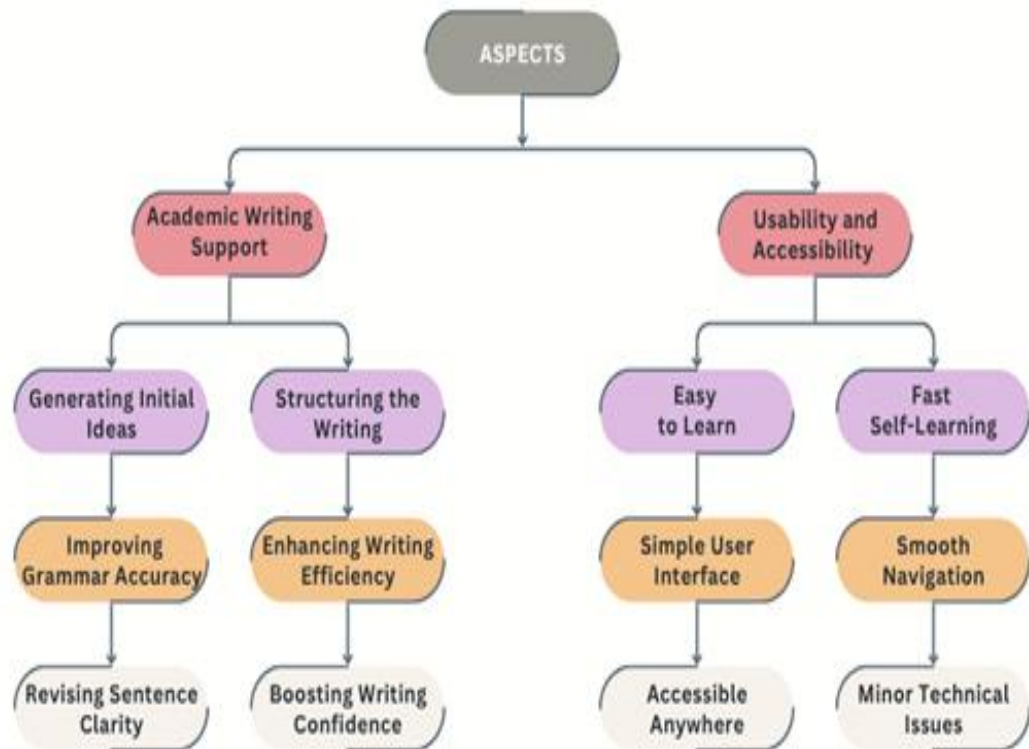 ASPECTS
Academic Writing
Support
Usability and
Accessibility
Generating Initial
Ideas
Structuring the
Writing
Easy
to Learn
Fast
Self-Learning
Improving
Grammar Accuracy
Enhancing Writing
Efficiency
Simple User
Interface
Smooth
Navigation
Revising Sentence
Clarity
Boosting Writing
Confidence
Accessible
Anywhere
Minor Technical
Issues